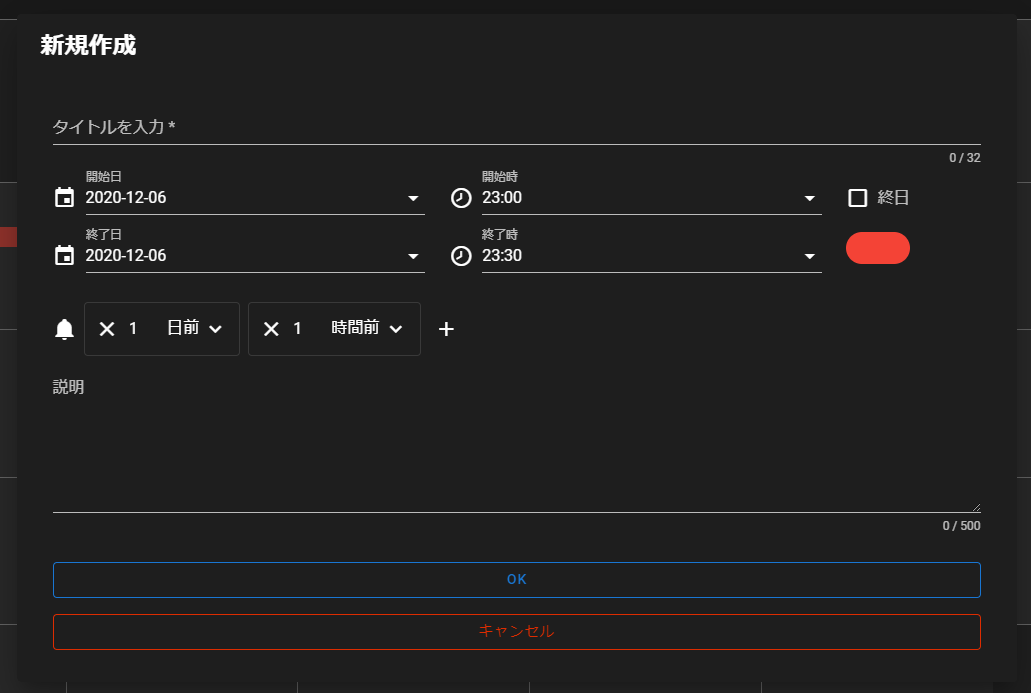 新規作成
タイトルを入力 *
0 / 32
開始日
2020-12-06
開始時
23:00
終日
終了日
2020-12-06
終了時
23:30
1 日前
1 時間前
説明
0 / 500
OK
キャンセル